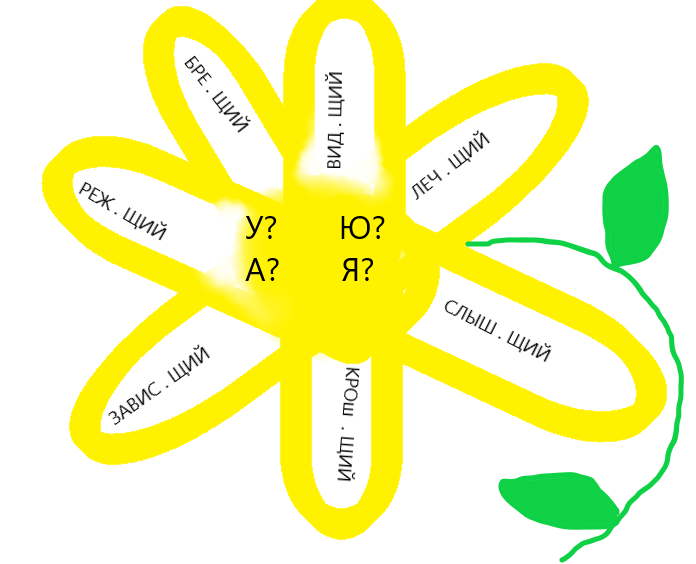 БРЕ . ЩИЙ
ВИД . ЩИЙ
ЛЕЧ . ЩИЙ
РЕЖ . ЩИЙ
У? Ю?
А? Я?
СЛЫШ . ЩИЙ
ЗАВИС . ЩИЙ
КРОш . ЩИЙ